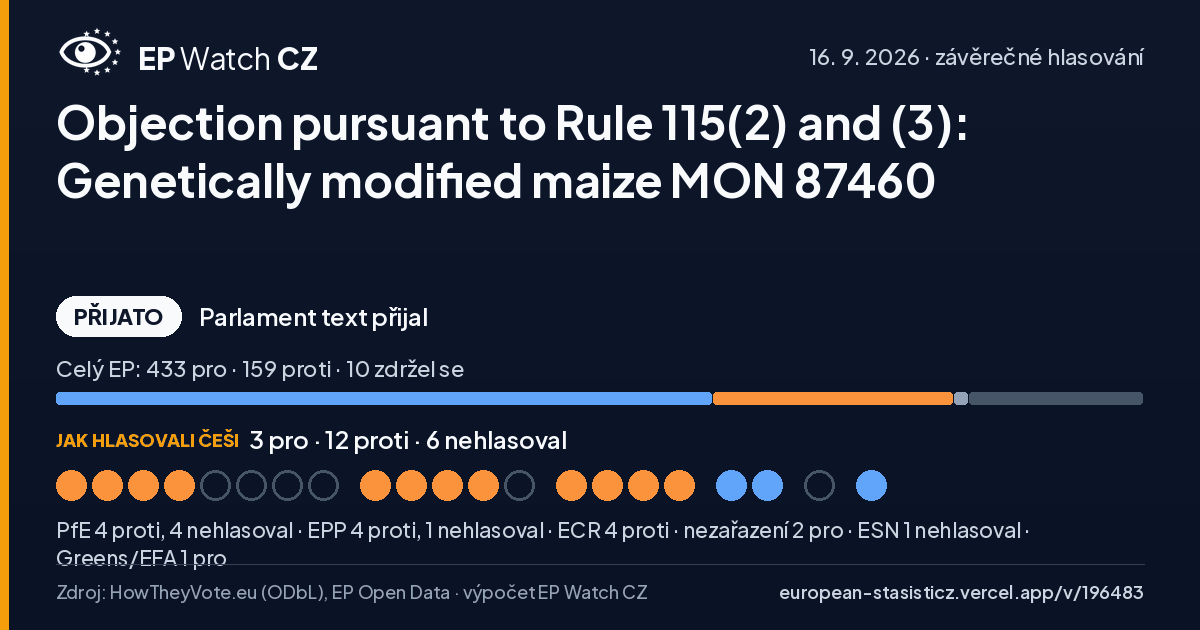 EP Watch CZ
16. 9. 2026 · závěrečné hlasování
Objection pursuant to Rule 115(2) and (3):
Genetically modified maize MON 87460
PŘIJATO Parlament text přijal
Celý EP: 433 pro · 159 proti · 10 zdržel se
JAK HLASOVALI ČEŠI 3 pro · 12 proti · 6 nehlasoval
PfE 4 proti, 4 nehlasoval · EPP 4 proti, 1 nehlasoval · ECR 4 proti · nezařazení 2 pro · ESN 1 nehlasoval ·
Greens/EFA 1 pro
Zdroj: HowTheyVote.eu (ODbL), EP Open Data · výpočet EP Watch CZ
european-stasisticz.vercel.app/v/196483